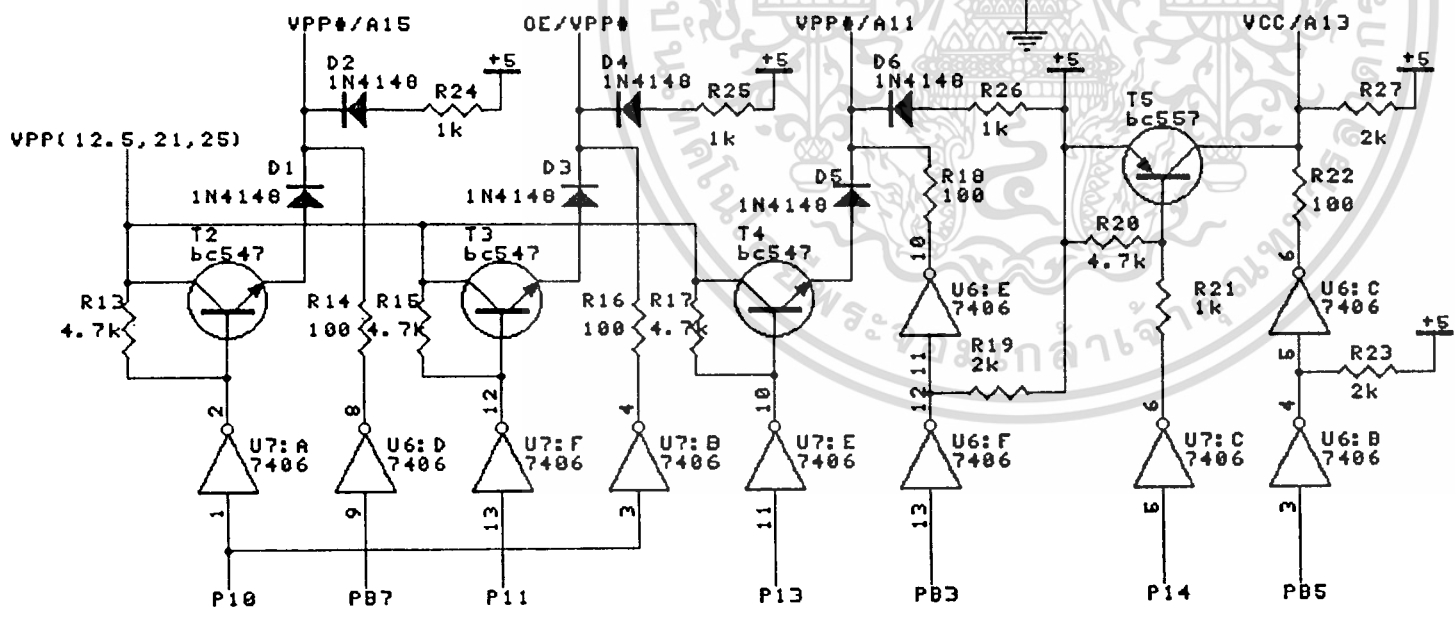 VPP#/A15
OE/VPP#
VPP#/A11
VCC/A13
D2
1N4148
R24
1k
+5
D4
1N4148
R25
1k
+5
D6
1N4148
R26
1k
+5
T5
bc557
R27
2k
+5
VPP(12.5,21,25)
D1
1N4148
D3
1N4148
D5
1N4148
R18
100
R22
100
T2
bc547
T3
bc547
T4
bc547
R20
4.7k
R13
4.7k
R14
100
R15
4.7k
R16
100
R17
4.7k
10
U6:E
7406
11
R21
1k
6
U6:C
7406
5
R19
2k
R23
2k
+5
2
U7:A
7406
1
8
U6:D
7406
9
12
U7:F
7406
13
4
U7:B
7406
3
10
U7:E
7406
11
12
U6:F
7406
13
6
U7:C
7406
5
4
U6:B
7406
3
P10
PB7
P11
P13
PB3
P14
PB5